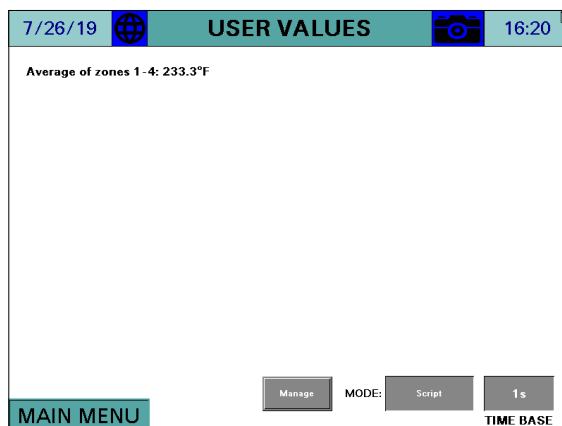 7/26/19 USER VALUES 16:20
Average of zones 1-4: 233.3°F
Manage MODE: Script 1s
MAIN MENU TIME BASE